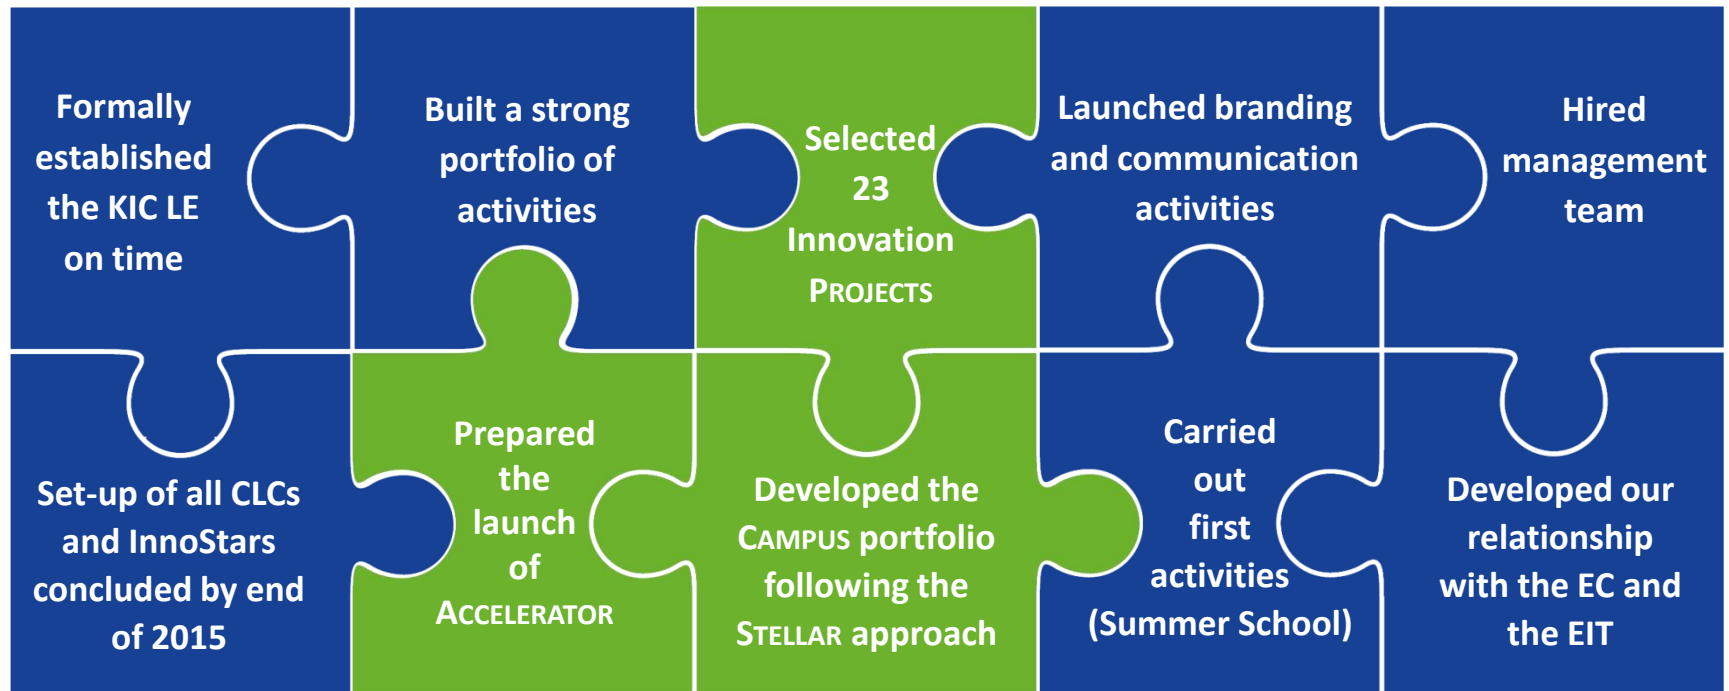 Formally
established
the KIC LE
on time
Built a strong
portfolio of
activities
Selected
23
Innovation
PROJECTS
Launched branding
and communication
activities
Hired
management
team
Set-up of all CLCs
and InnoStars
concluded by end
of 2015
Prepared
the
launch
of
ACCELERATOR
Developed the
CAMPUS portfolio
following the
STELLAR approach
Carried
out
first
activities
(Summer School)
Developed our
relationship
with the EC and
the EIT